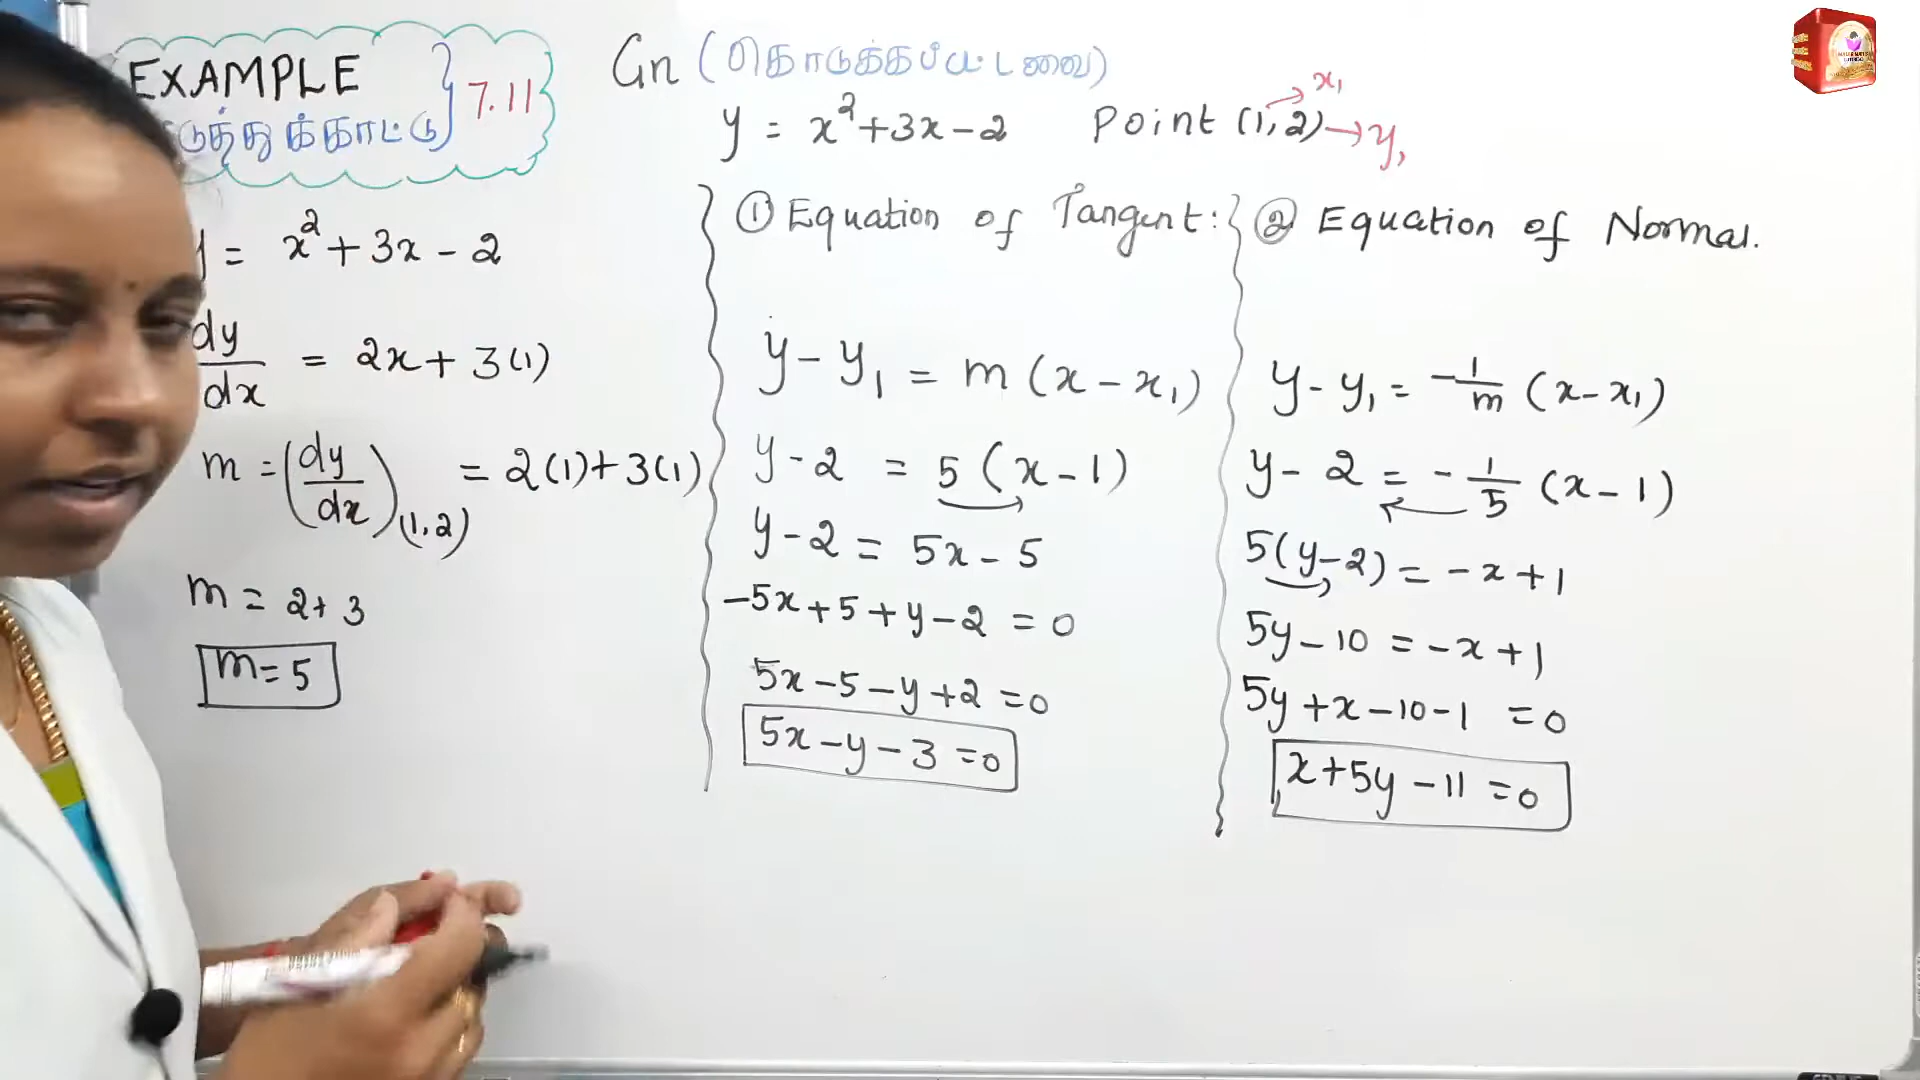 EXAMPLE
டுத்துக்காட்டு
7.11
Gn (கொடுக்கப்பட்டவை)
y = x²+3x-2 Point (1,2)
x₁
y₁
= x²+3x-2
dy/dx = 2x+3(1)
m = (dy/dx)(1,2) = 2(1)+3(1)
m = 2+3
m=5
① Equation of Tangent:
y-y₁ = m(x-x₁)
y-2 = 5(x-1)
y-2 = 5x-5
-5x+5+y-2 = 0
5x-5-y+2 = 0
5x-y-3 = 0
② Equation of Normal.
y-y₁ = -1/m (x-x₁)
y-2 = -1/5 (x-1)
5(y-2) = -x+1
5y-10 = -x+1
5y+x-10-1 = 0
x+5y-11 = 0